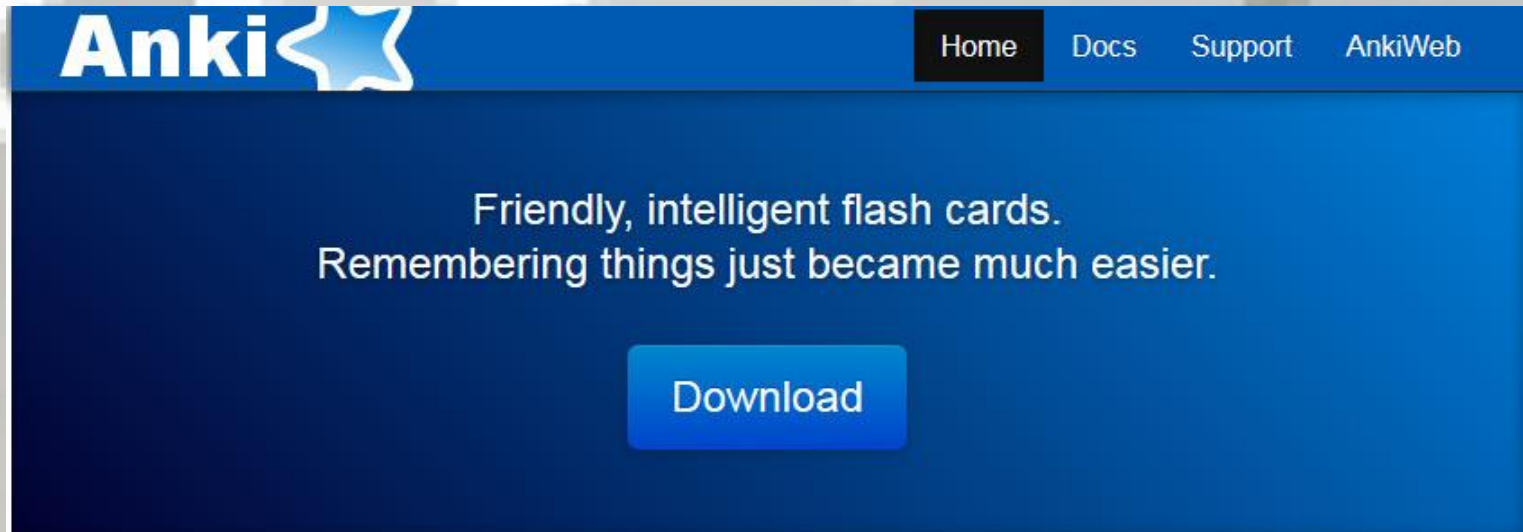 Anki
Home Docs Support AnkiWeb
Friendly, intelligent flash cards.
Remembering things just became much easier.
Download